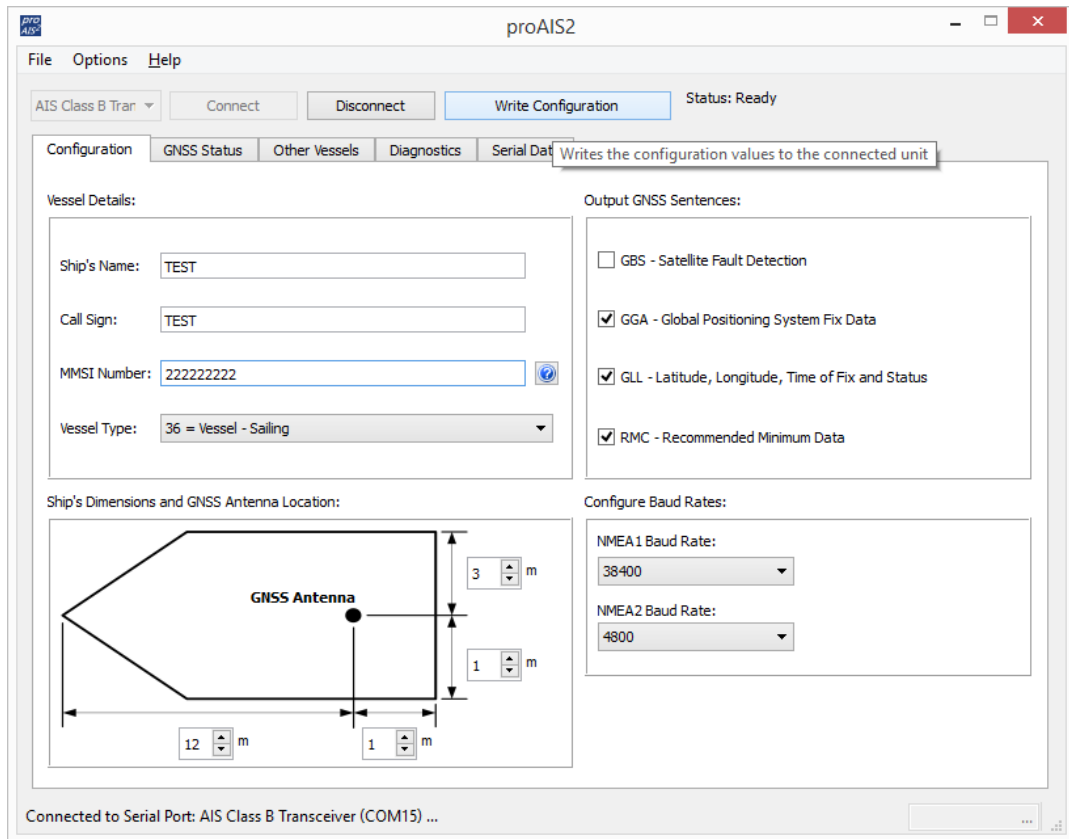 pro
AIS²
proAIS2
File Options Help
AIS Class B Tran Connect Disconnect Write Configuration Status: Ready
Configuration GNSS Status Other Vessels Diagnostics Serial Dat
Writes the configuration values to the connected unit
Vessel Details:
Ship's Name: TEST
Call Sign: TEST
MMSI Number: 222222222
Vessel Type: 36 = Vessel - Sailing
Output GNSS Sentences:
GBS - Satellite Fault Detection
GGA - Global Positioning System Fix Data
GLL - Latitude, Longitude, Time of Fix and Status
RMC - Recommended Minimum Data
Ship's Dimensions and GNSS Antenna Location:
3 m
GNSS Antenna
1 m
12 m 1 m
Configure Baud Rates:
NMEA1 Baud Rate:
38400
NMEA2 Baud Rate:
4800
Connected to Serial Port: AIS Class B Transceiver (COM15) ...
...